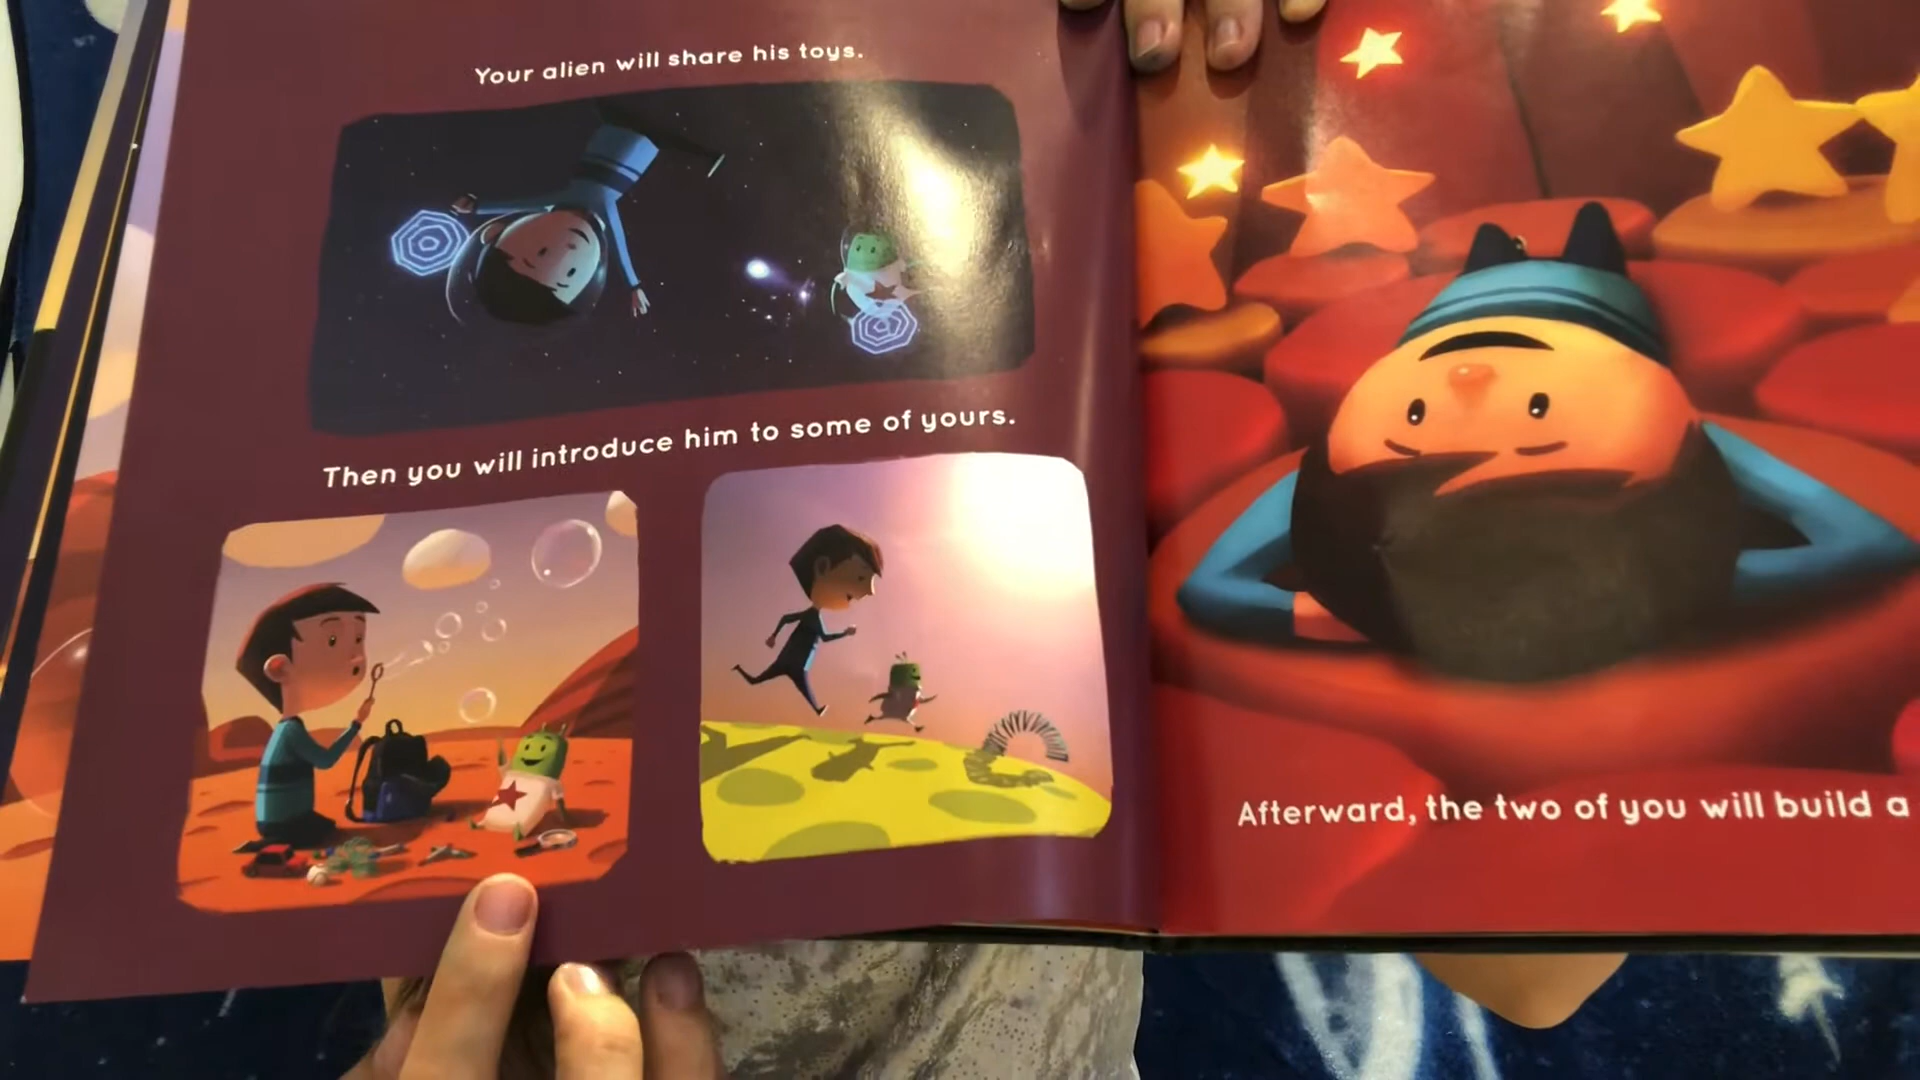 Your alien will share his toys.
Then you will introduce him to some of yours.
Afterward, the two of you will build a